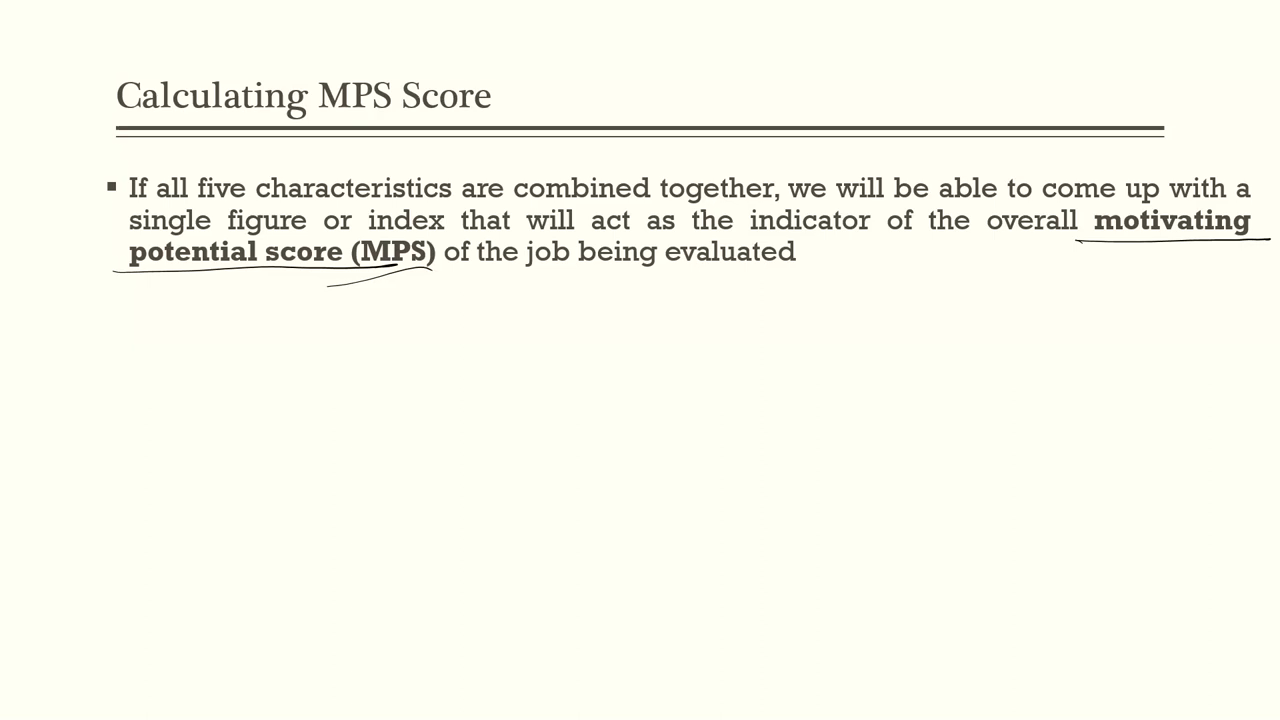 Calculating MPS Score
▪ If all five characteristics are combined together, we will be able to come up with a
single figure or index that will act as the indicator of the overall motivating
potential score (MPS) of the job being evaluated